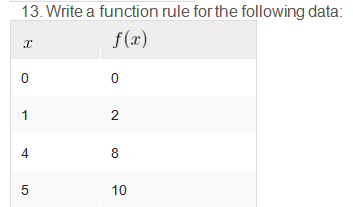 13. Write a function rule for the following data:
x f(x)
0 0
1 2
4 8
5 10